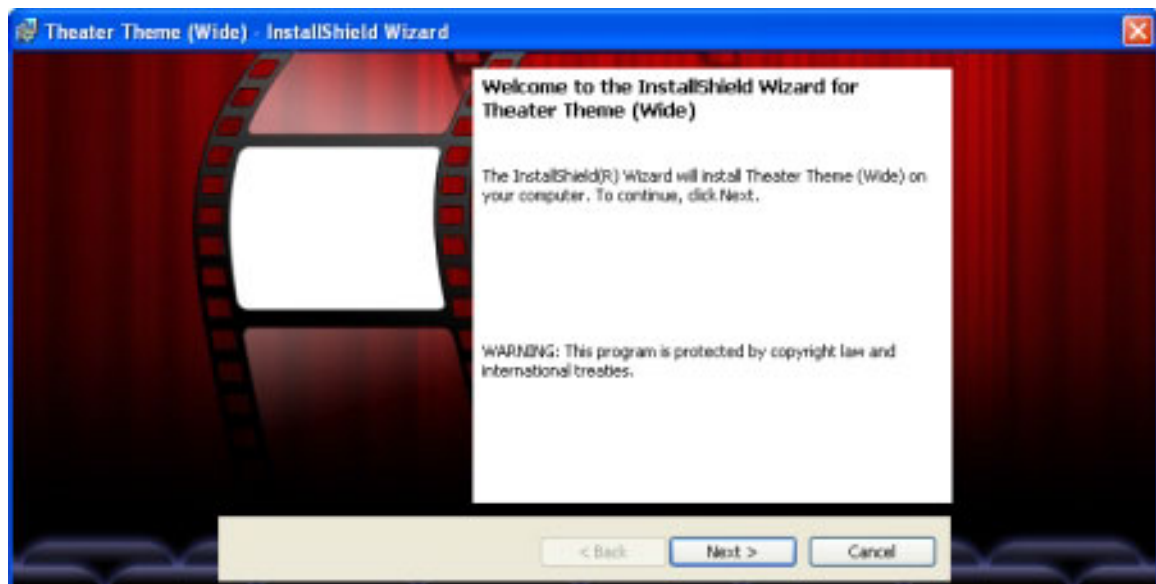 Theater Theme (Wide) - InstallShield Wizard
Welcome to the InstallShield Wizard for
Theater Theme (Wide)
The InstallShield(R) Wizard will install Theater Theme (Wide) on
your computer. To continue, click Next.
WARNING: This program is protected by copyright law and
international treaties.
< Back
Next >
Cancel